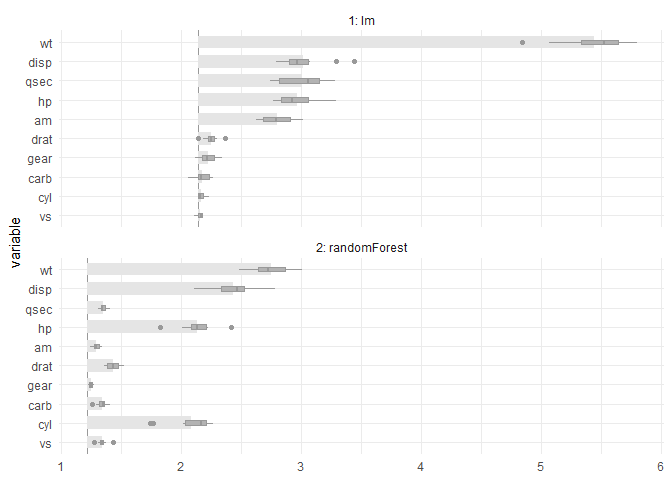 1: lm
wt
disp
qsec
hp
am
drat
gear
carb
cyl
vs
variable
2: randomForest
wt
disp
qsec
hp
am
drat
gear
carb
cyl
vs
1 2 3 4 5 6